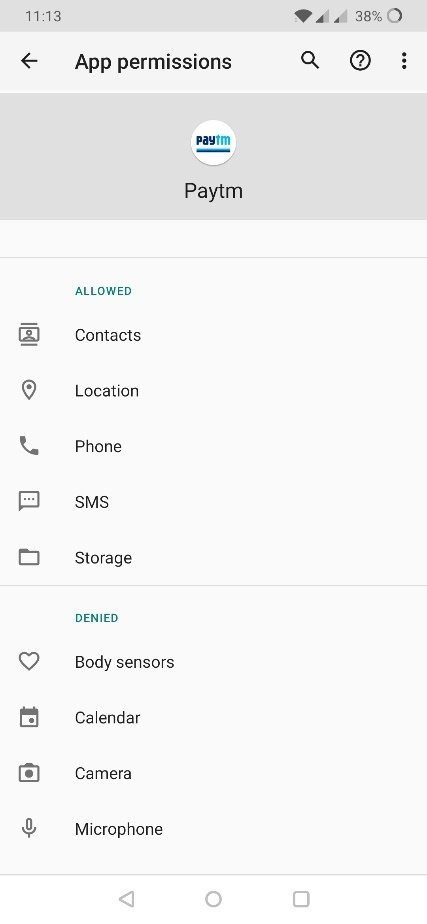 11:13
38%
App permissions
paytm
Paytm
ALLOWED
Contacts
Location
Phone
SMS
Storage
DENIED
Body sensors
Calendar
Camera
Microphone